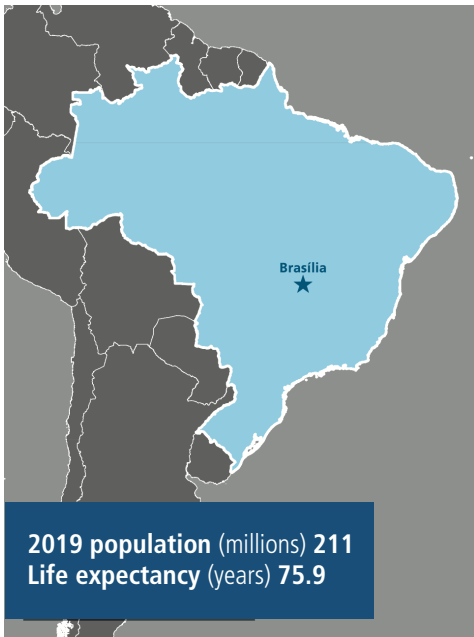 Brasília
2019 population (millions) 211
Life expectancy (years) 75.9